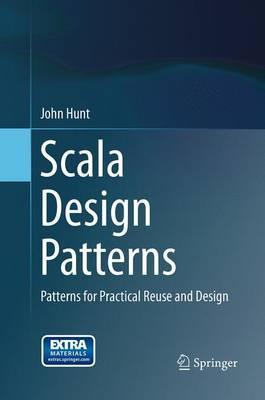 John Hunt
Scala
Design
Patterns
Patterns for Practical Reuse and Design
EXTRA
MATERIALS
extras.springer.com
Springer